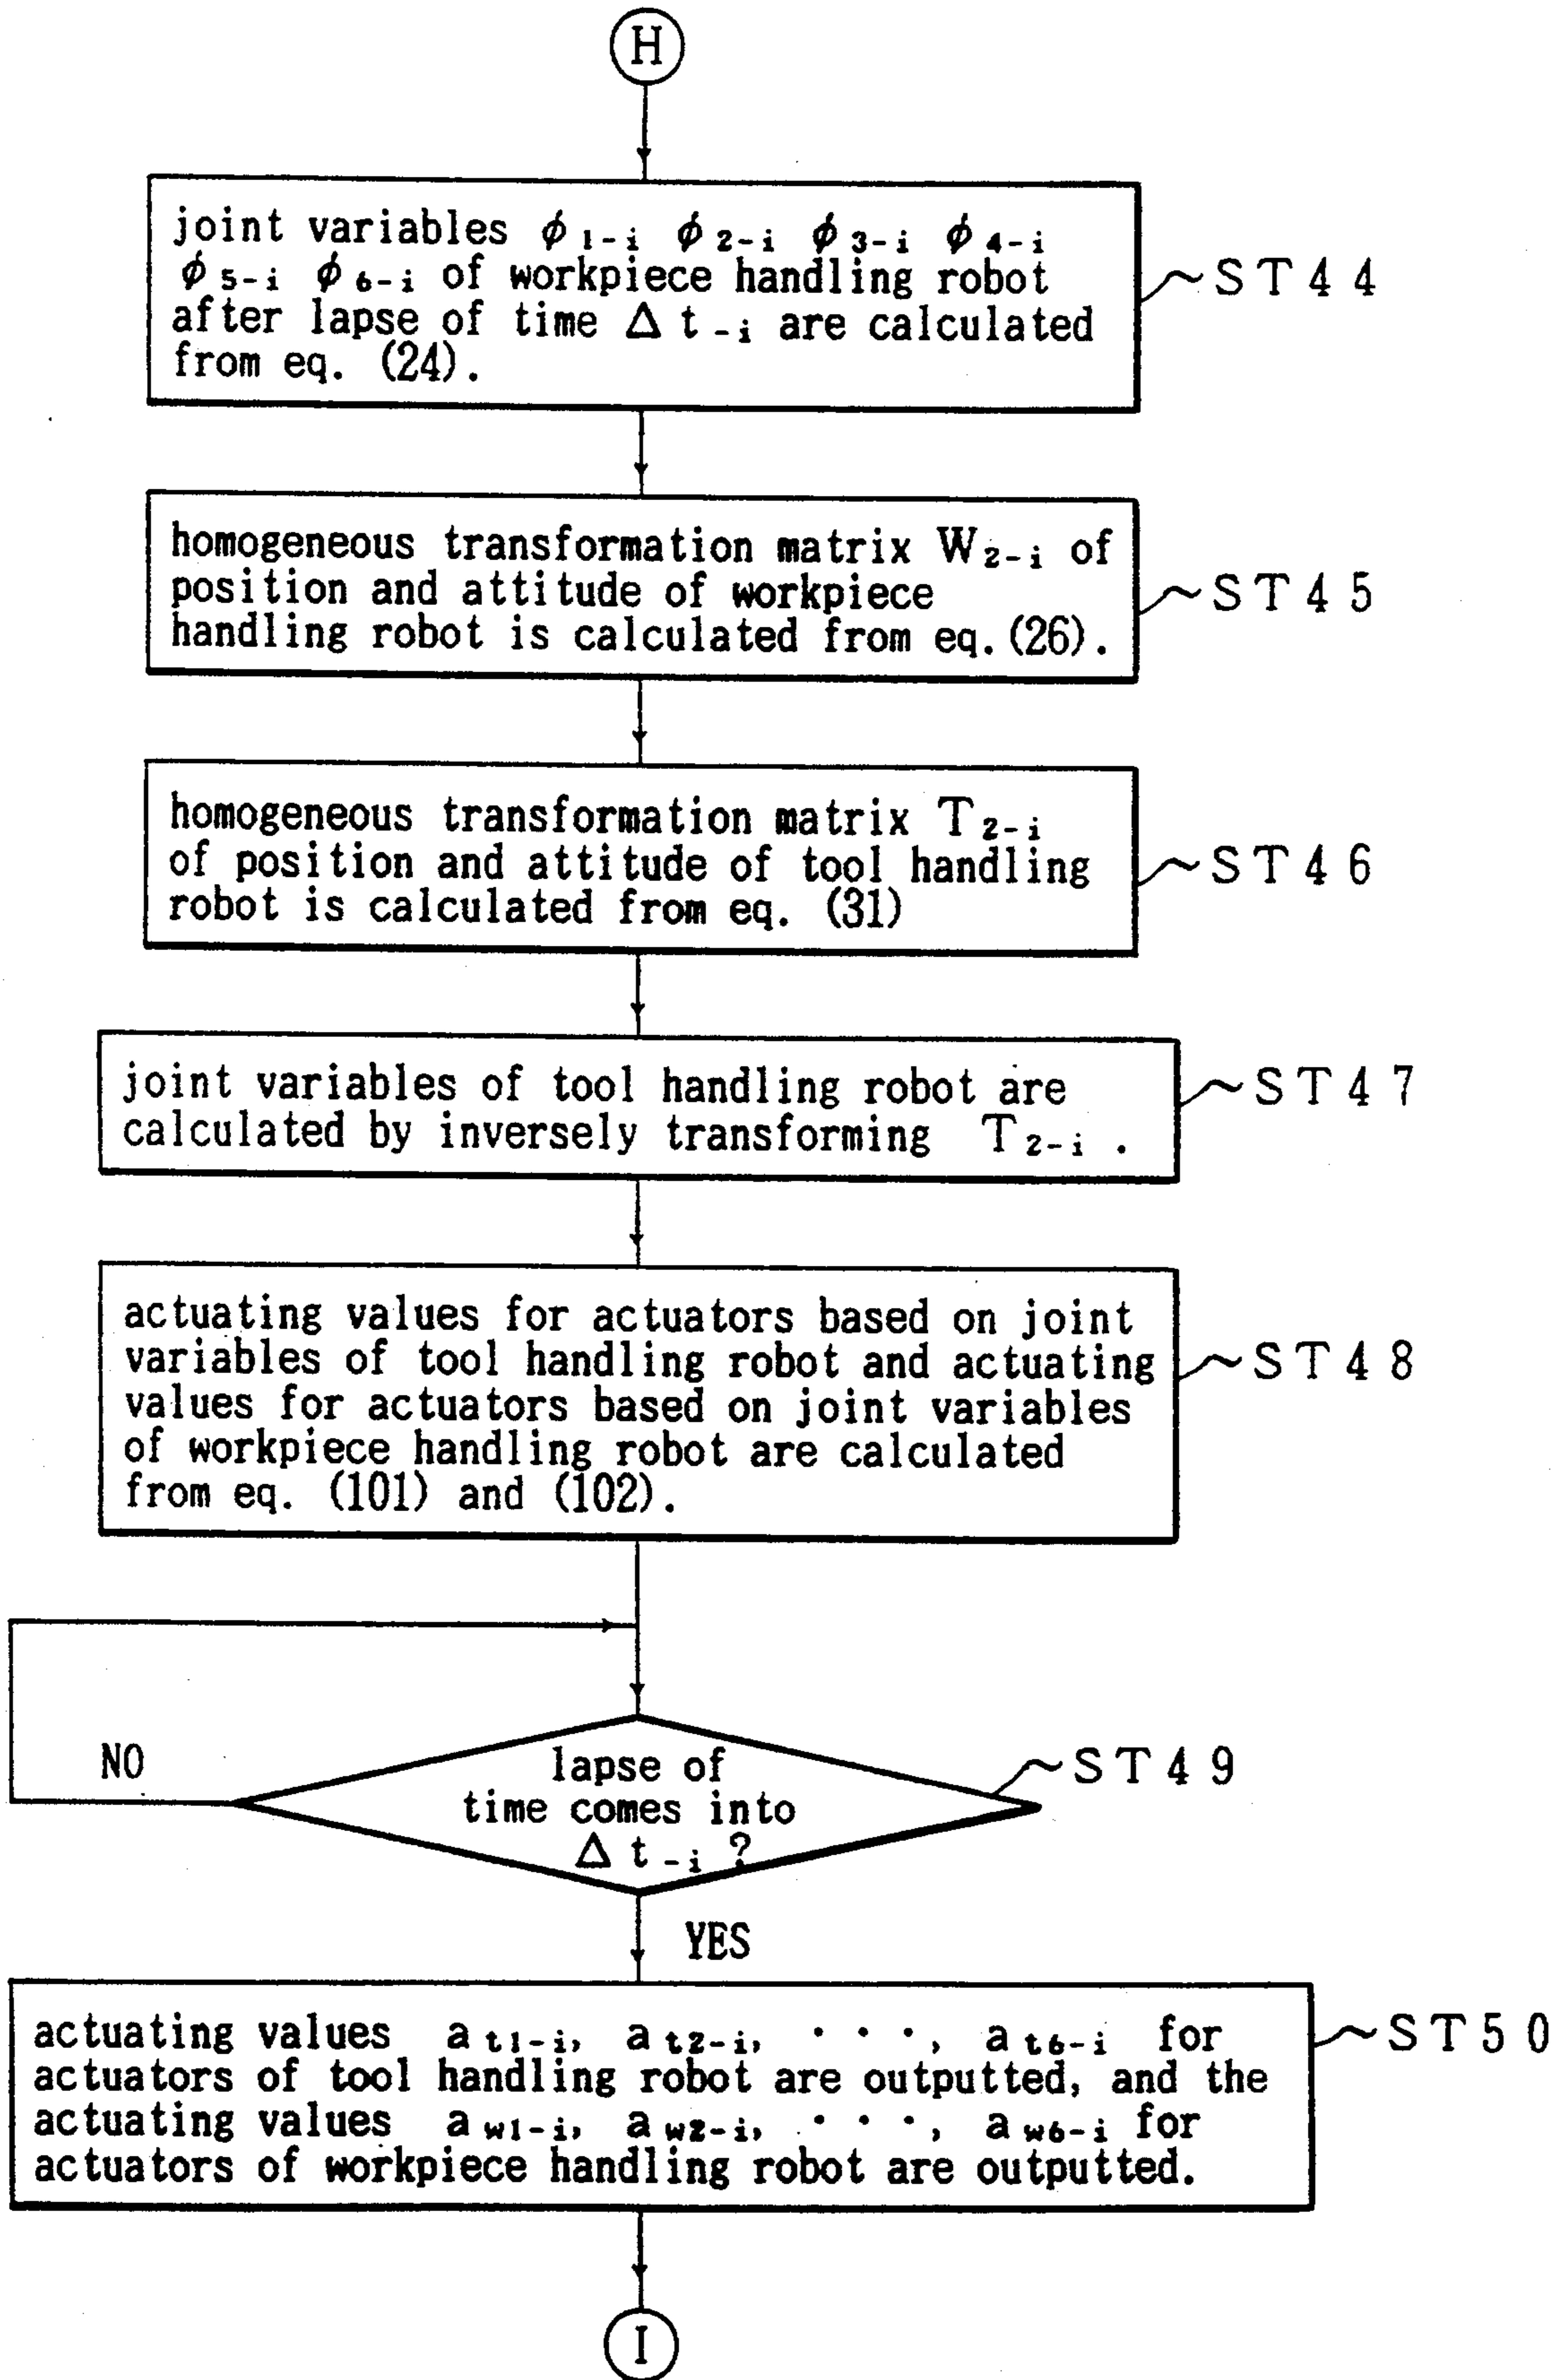 H
joint variables ϕ1-i ϕ2-i ϕ3-i ϕ4-i
ϕ5-i ϕ6-i of workpiece handling robot
after lapse of time Δt-i are calculated
from eq. (24).
~ST44
homogeneous transformation matrix W2-i of
position and attitude of workpiece
handling robot is calculated from eq.(26).
~ST45
homogeneous transformation matrix T2-i
of position and attitude of tool handling
robot is calculated from eq. (31)
~ST46
joint variables of tool handling robot are
calculated by inversely transforming T2-i .
~ST47
actuating values for actuators based on joint
variables of tool handling robot and actuating
values for actuators based on joint variables
of workpiece handling robot are calculated
from eq. (101) and (102).
~ST48
NO
lapse of
time comes into
Δt-i ?
~ST49
YES
actuating values at1-i, at2-i, ・・・, at6-i for
actuators of tool handling robot are outputted, and the
actuating values aw1-i, aw2-i, ・・・, aw6-i for
actuators of workpiece handling robot are outputted.
~ST50
I